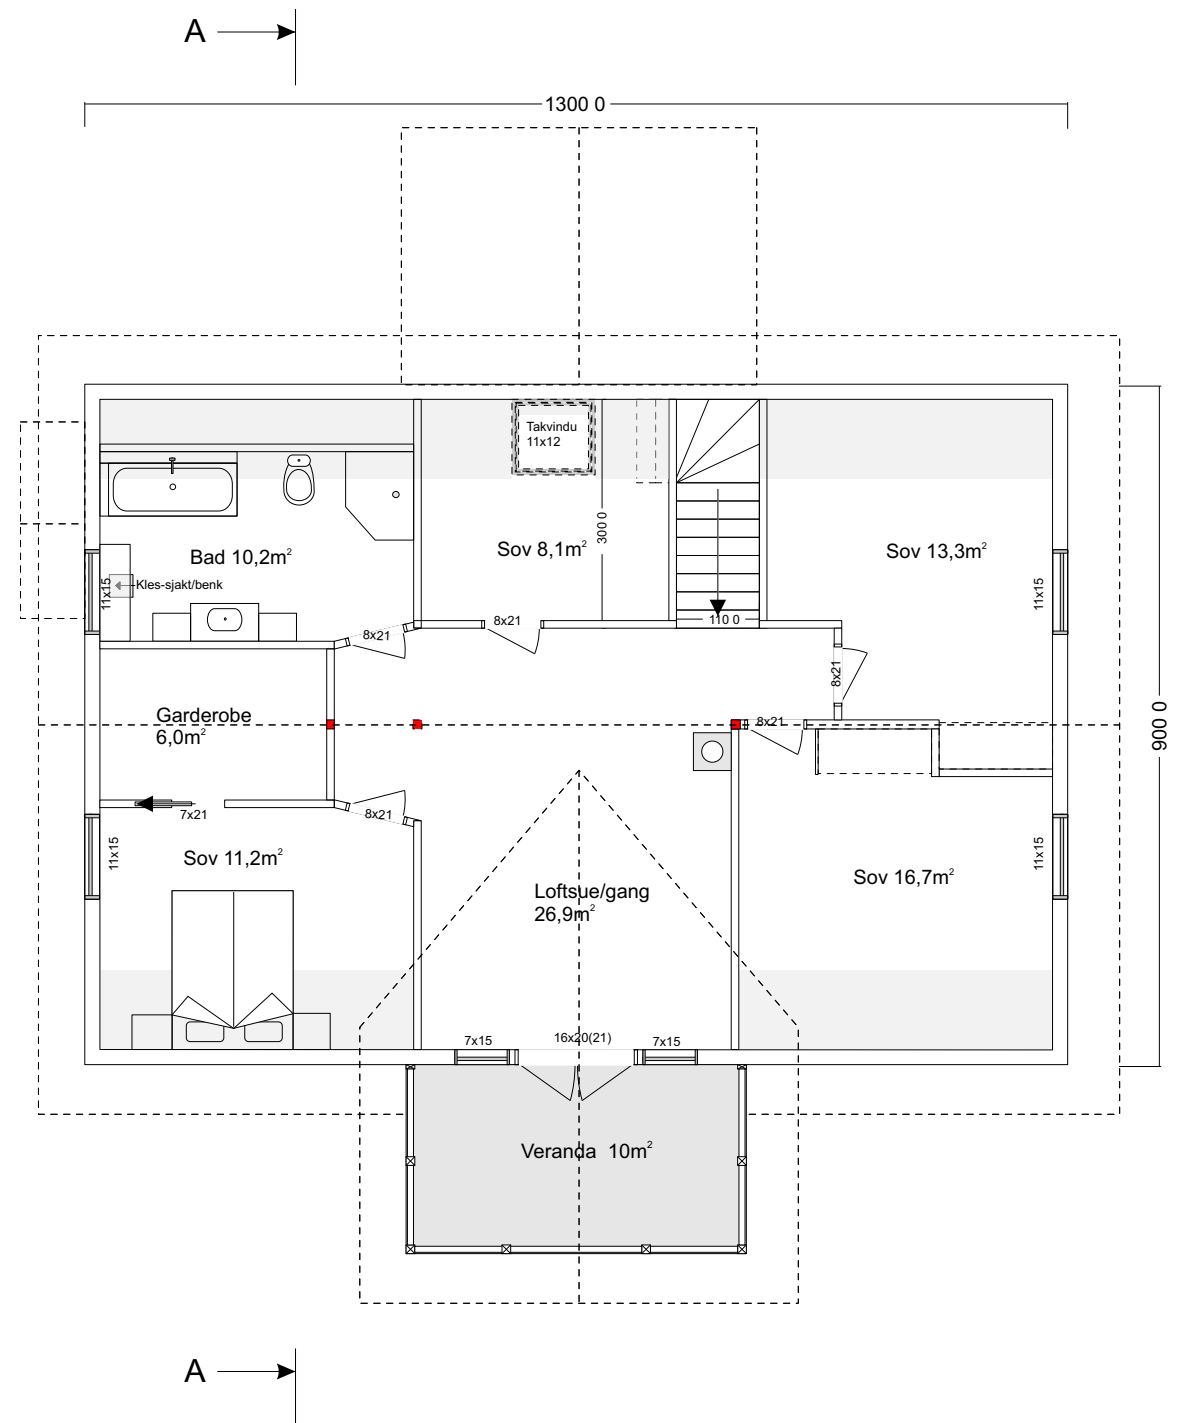 A
1300 0
Takvindu
11x12
300 0
Sov 8,1m²
Sov 13,3m²
Bad 10,2m²
11x15
Kles-sjakt/benk
11x15
110 0
8x21
8x21
8x21
Garderobe
6,0m²
8x21
900 0
7x21
8x21
11x15
11x15
Sov 11,2m²
Sov 16,7m²
Loftsue/gang
26,9m²
7x15
16x20(21)
7x15
Veranda 10m²
A